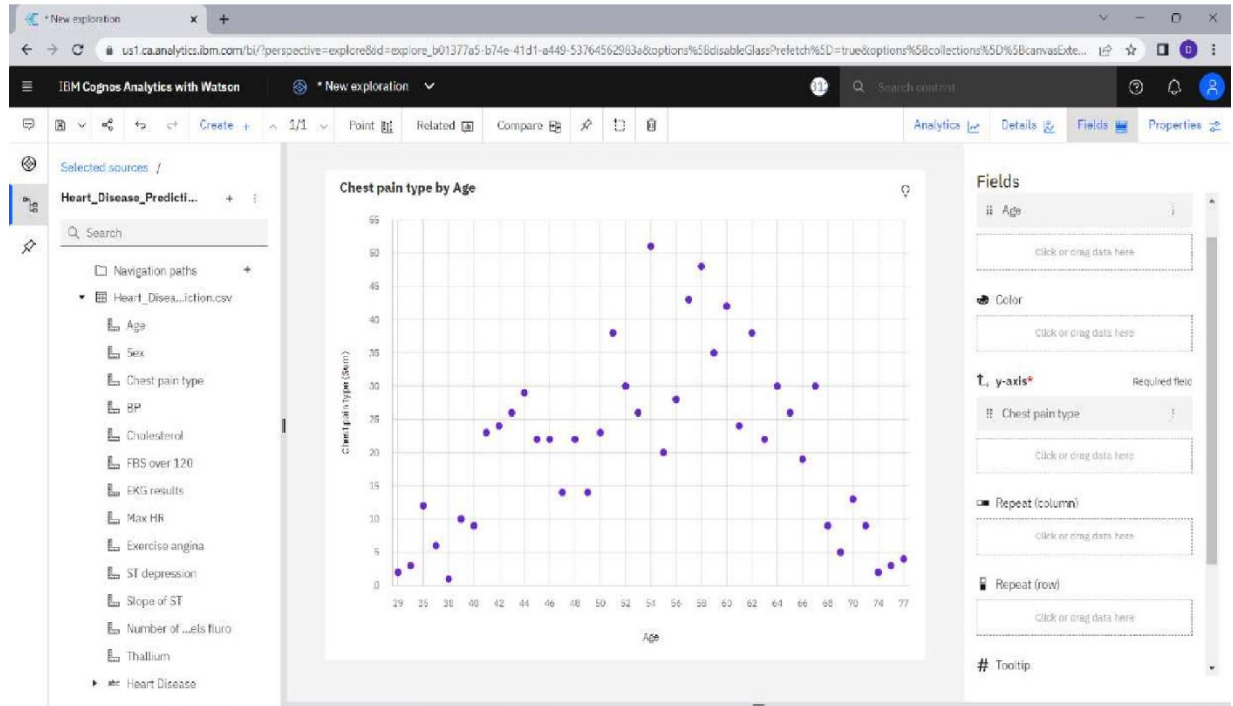 * New exploration
us1.ca.analytics.ibm.com/bi/?perspective=explore&id=explore_b01377a5-b74e-41d1-a449-53764562983a&options%5BdisableGlassPrefetch%5D=true&options%5Bcollections%5D%5BcanvasExte...
D
IBM Cognos Analytics with Watson
* New exploration
Search content
Create +
1/1
Point
Related
Compare
Analytics
Details
Fields
Properties
Selected sources /
Heart_Disease_Predicti...
Search
Navigation paths
Heart_Disea...iction.csv
Age
Sex
Chest pain type
BP
Cholesterol
FBS over 120
EKG results
Max HR
Exercise angina
ST depression
Slope of ST
Number of ...els fluro
Thallium
abc Heart Disease
Chest pain type by Age
55
50
45
40
35
30
25
20
15
10
5
0
Chest pain type (Sum)
29 35 38 40 42 44 46 48 50 52 54 56 58 60 62 64 66 68 70 74 77
Age
Fields
Age
Click or drag data here
Color
Click or drag data here
y-axis* Required field
Chest pain type
Click or drag data here
Repeat (column)
Click or drag data here
Repeat (row)
Click or drag data here
# Tooltip